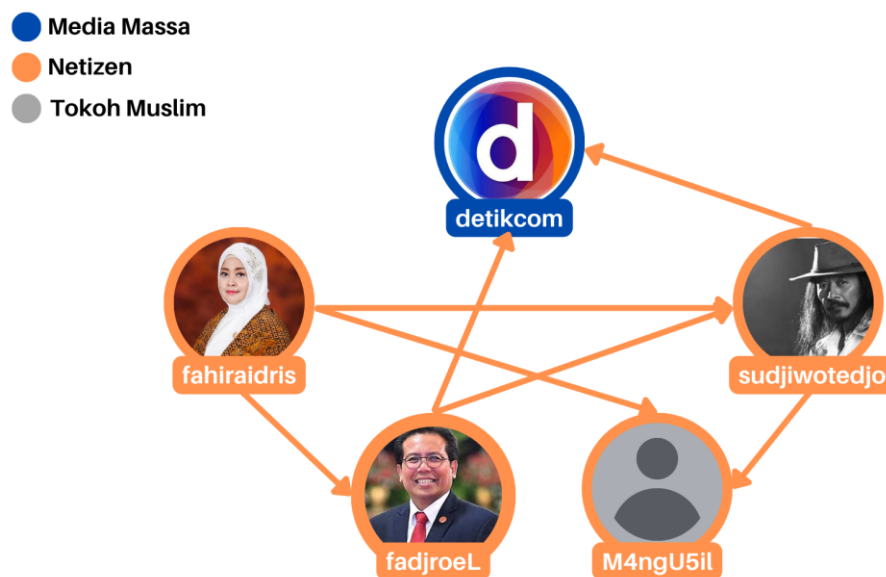 Media Massa
Netizen
Tokoh Muslim
d
detikcom
fahiraidris
sudjiwotedjo
fadjroeL
M4ngU5il